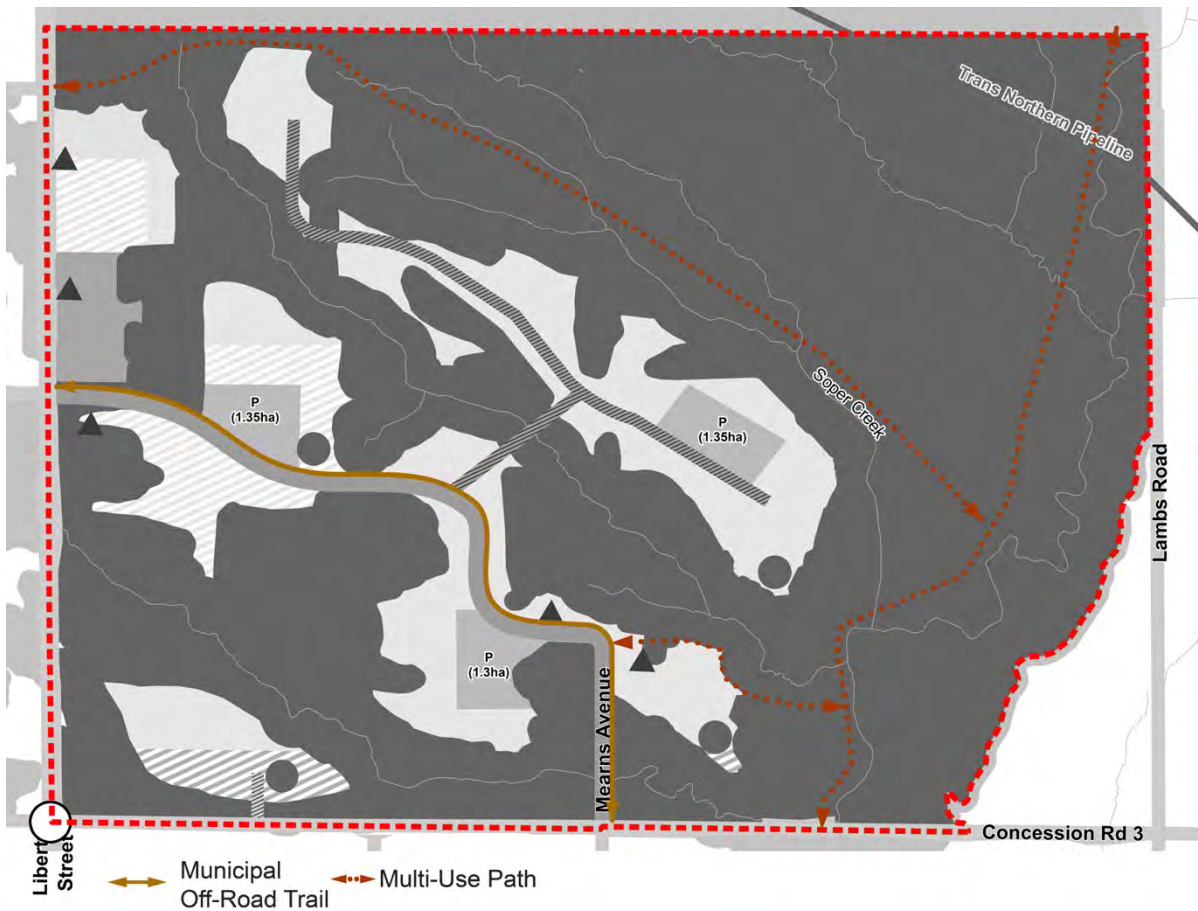 Trans Northern Pipeline
P
(1.35ha)
P
(1.35ha)
Soper Creek
Lambs Road
P
(1.3ha)
Mearns Avenue
Concession Rd 3
Libert
Street
Municipal
Off-Road Trail
Multi-Use Path